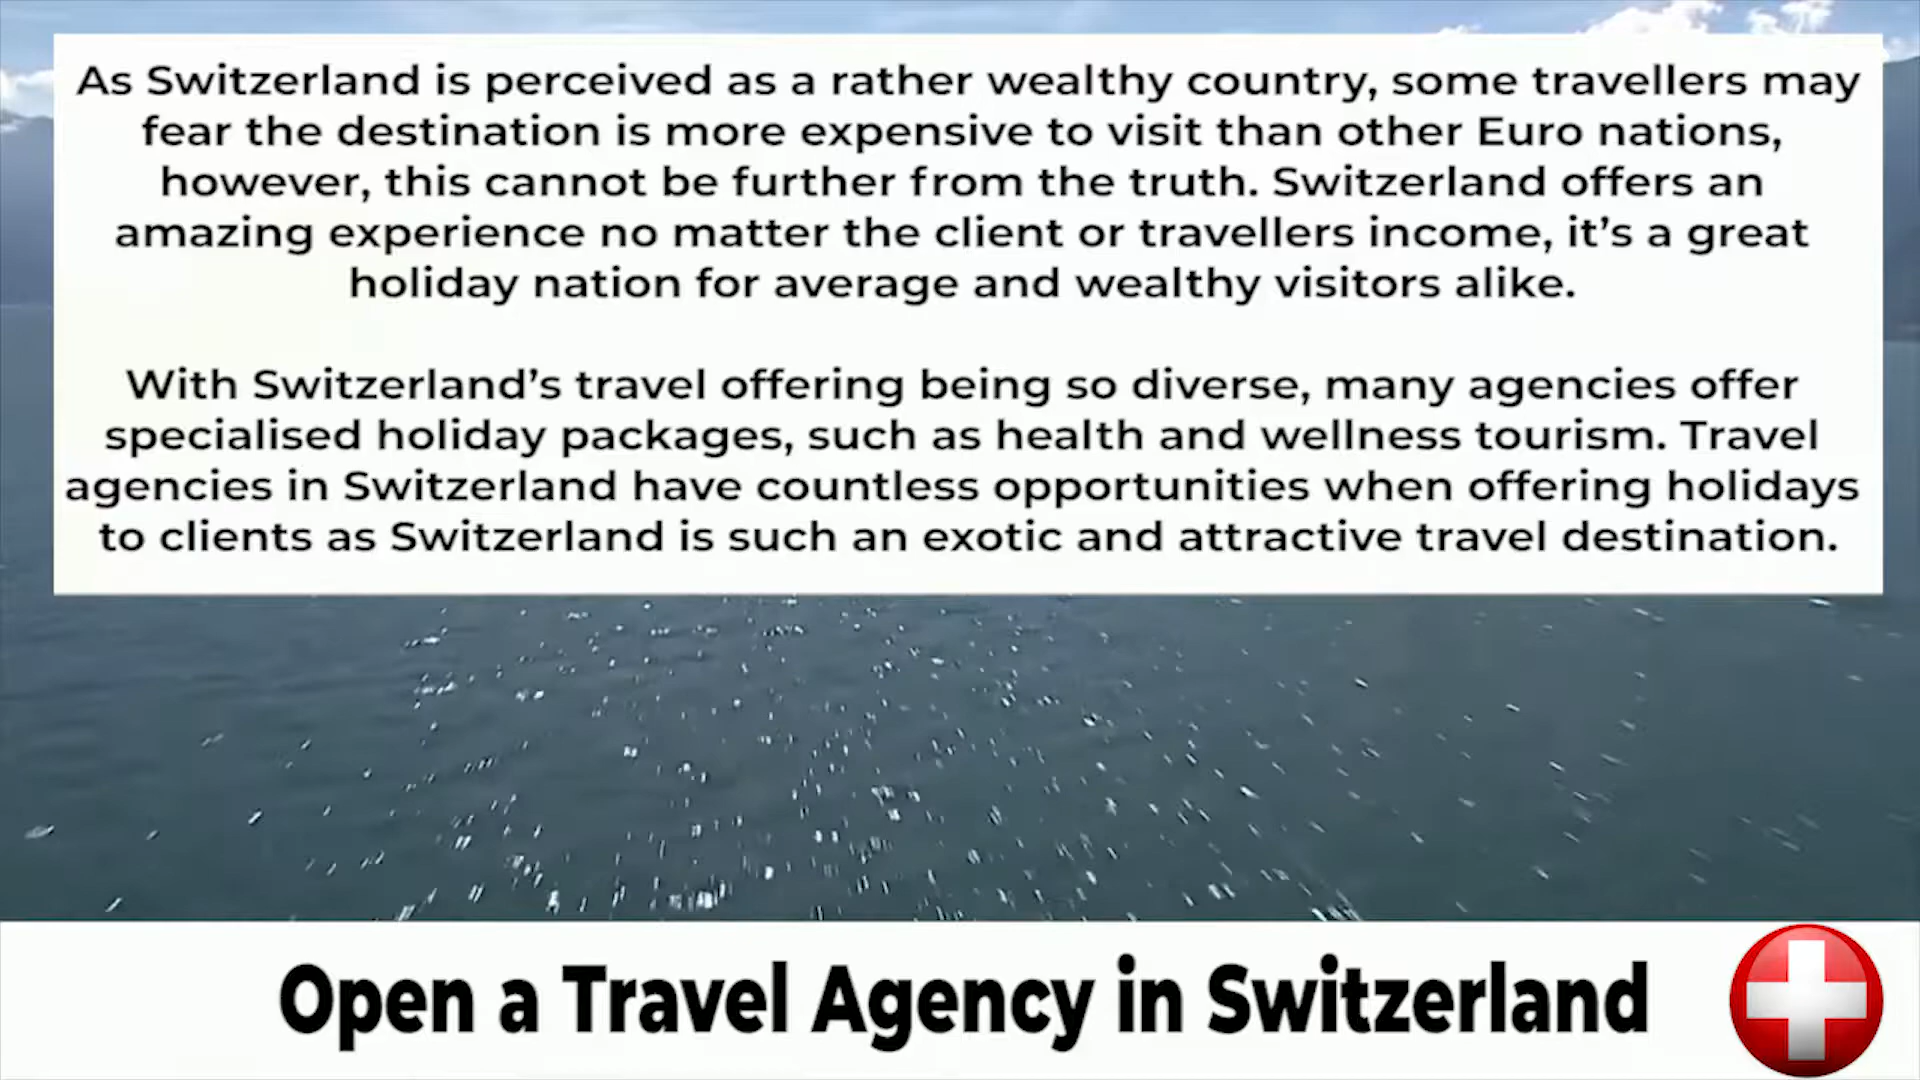 As Switzerland is perceived as a rather wealthy country, some travellers may
fear the destination is more expensive to visit than other Euro nations,
however, this cannot be further from the truth. Switzerland offers an
amazing experience no matter the client or travellers income, it’s a great
holiday nation for average and wealthy visitors alike.
With Switzerland’s travel offering being so diverse, many agencies offer
specialised holiday packages, such as health and wellness tourism. Travel
agencies in Switzerland have countless opportunities when offering holidays
to clients as Switzerland is such an exotic and attractive travel destination.
Open a Travel Agency in Switzerland